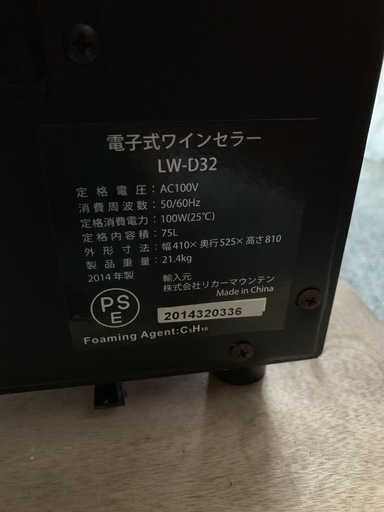 電子式ワインセラー
LW-D32
定格電圧：AC100V
消費周波数：50/60Hz
定格消費電力：100W(25℃)
定格内容積：75L
外形寸法：幅410×奥行525×高さ810
製品重量：21.4kg
2014年製
輸入元
株式会社リカーマウンテン
Made in China
PS
E
2014320336
Foaming Agent:C₅H₁₀